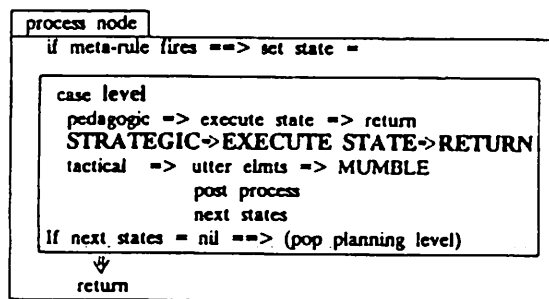 process node
if meta-rule fires ==> set state =
case level
pedagogic => execute state => return
STRATEGIC=>EXECUTE STATE=>RETURN
tactical => utter elmts => MUMBLE
post process
next states
If next states = nil ==> (pop planning level)
return